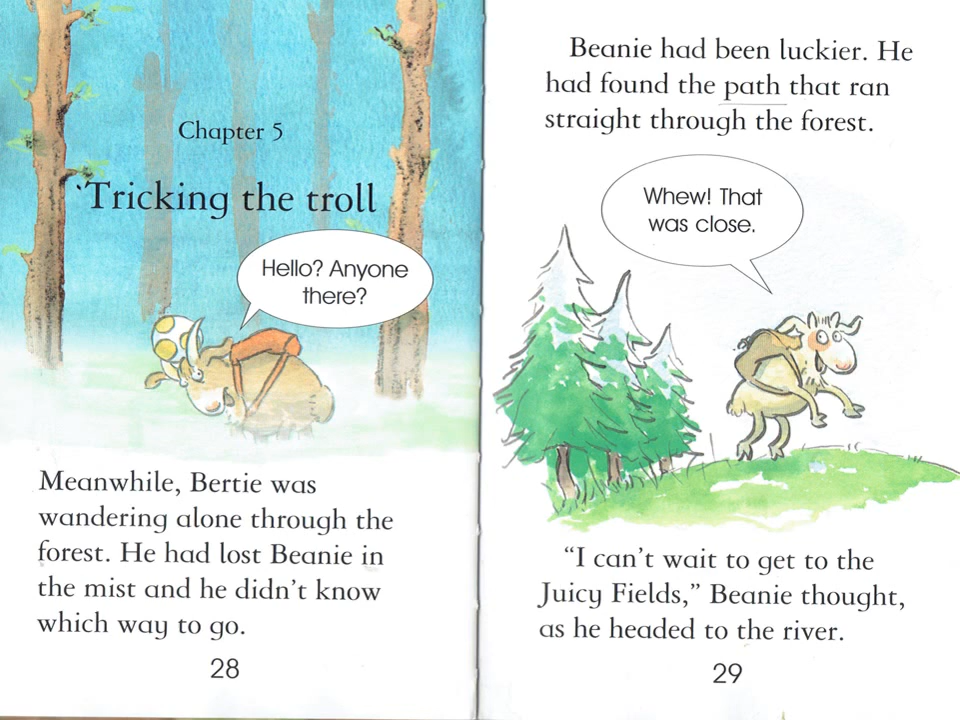 Chapter 5
Tricking the troll
Hello? Anyone
there?
Meanwhile, Bertie was
wandering alone through the
forest. He had lost Beanie in
the mist and he didn't know
which way to go.
28
Beanie had been luckier. He
had found the path that ran
straight through the forest.
Whew! That
was close.
"I can't wait to get to the
Juicy Fields," Beanie thought,
as he headed to the river.
29